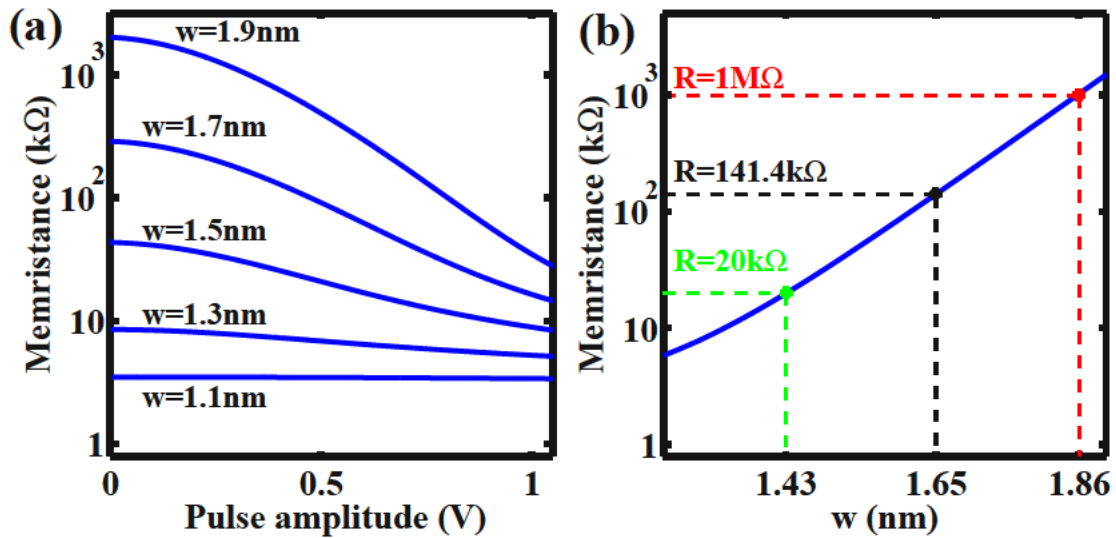 (a)
Memristance (kΩ)
10^3
10^2
10
1
w=1.9nm
w=1.7nm
w=1.5nm
w=1.3nm
w=1.1nm
0
0.5
1
Pulse amplitude (V)
(b)
Memristance (kΩ)
10^3
10^2
10
1
R=1MΩ
R=141.4kΩ
R=20kΩ
1.43
1.65
1.86
w (nm)